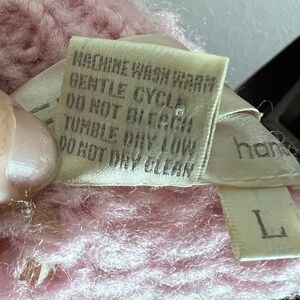 MACHINE WASH WARM
GENTLE CYCLE
DO NOT BLEACH
TUMBLE DRY LOW
DO NOT DRY CLEAN
L